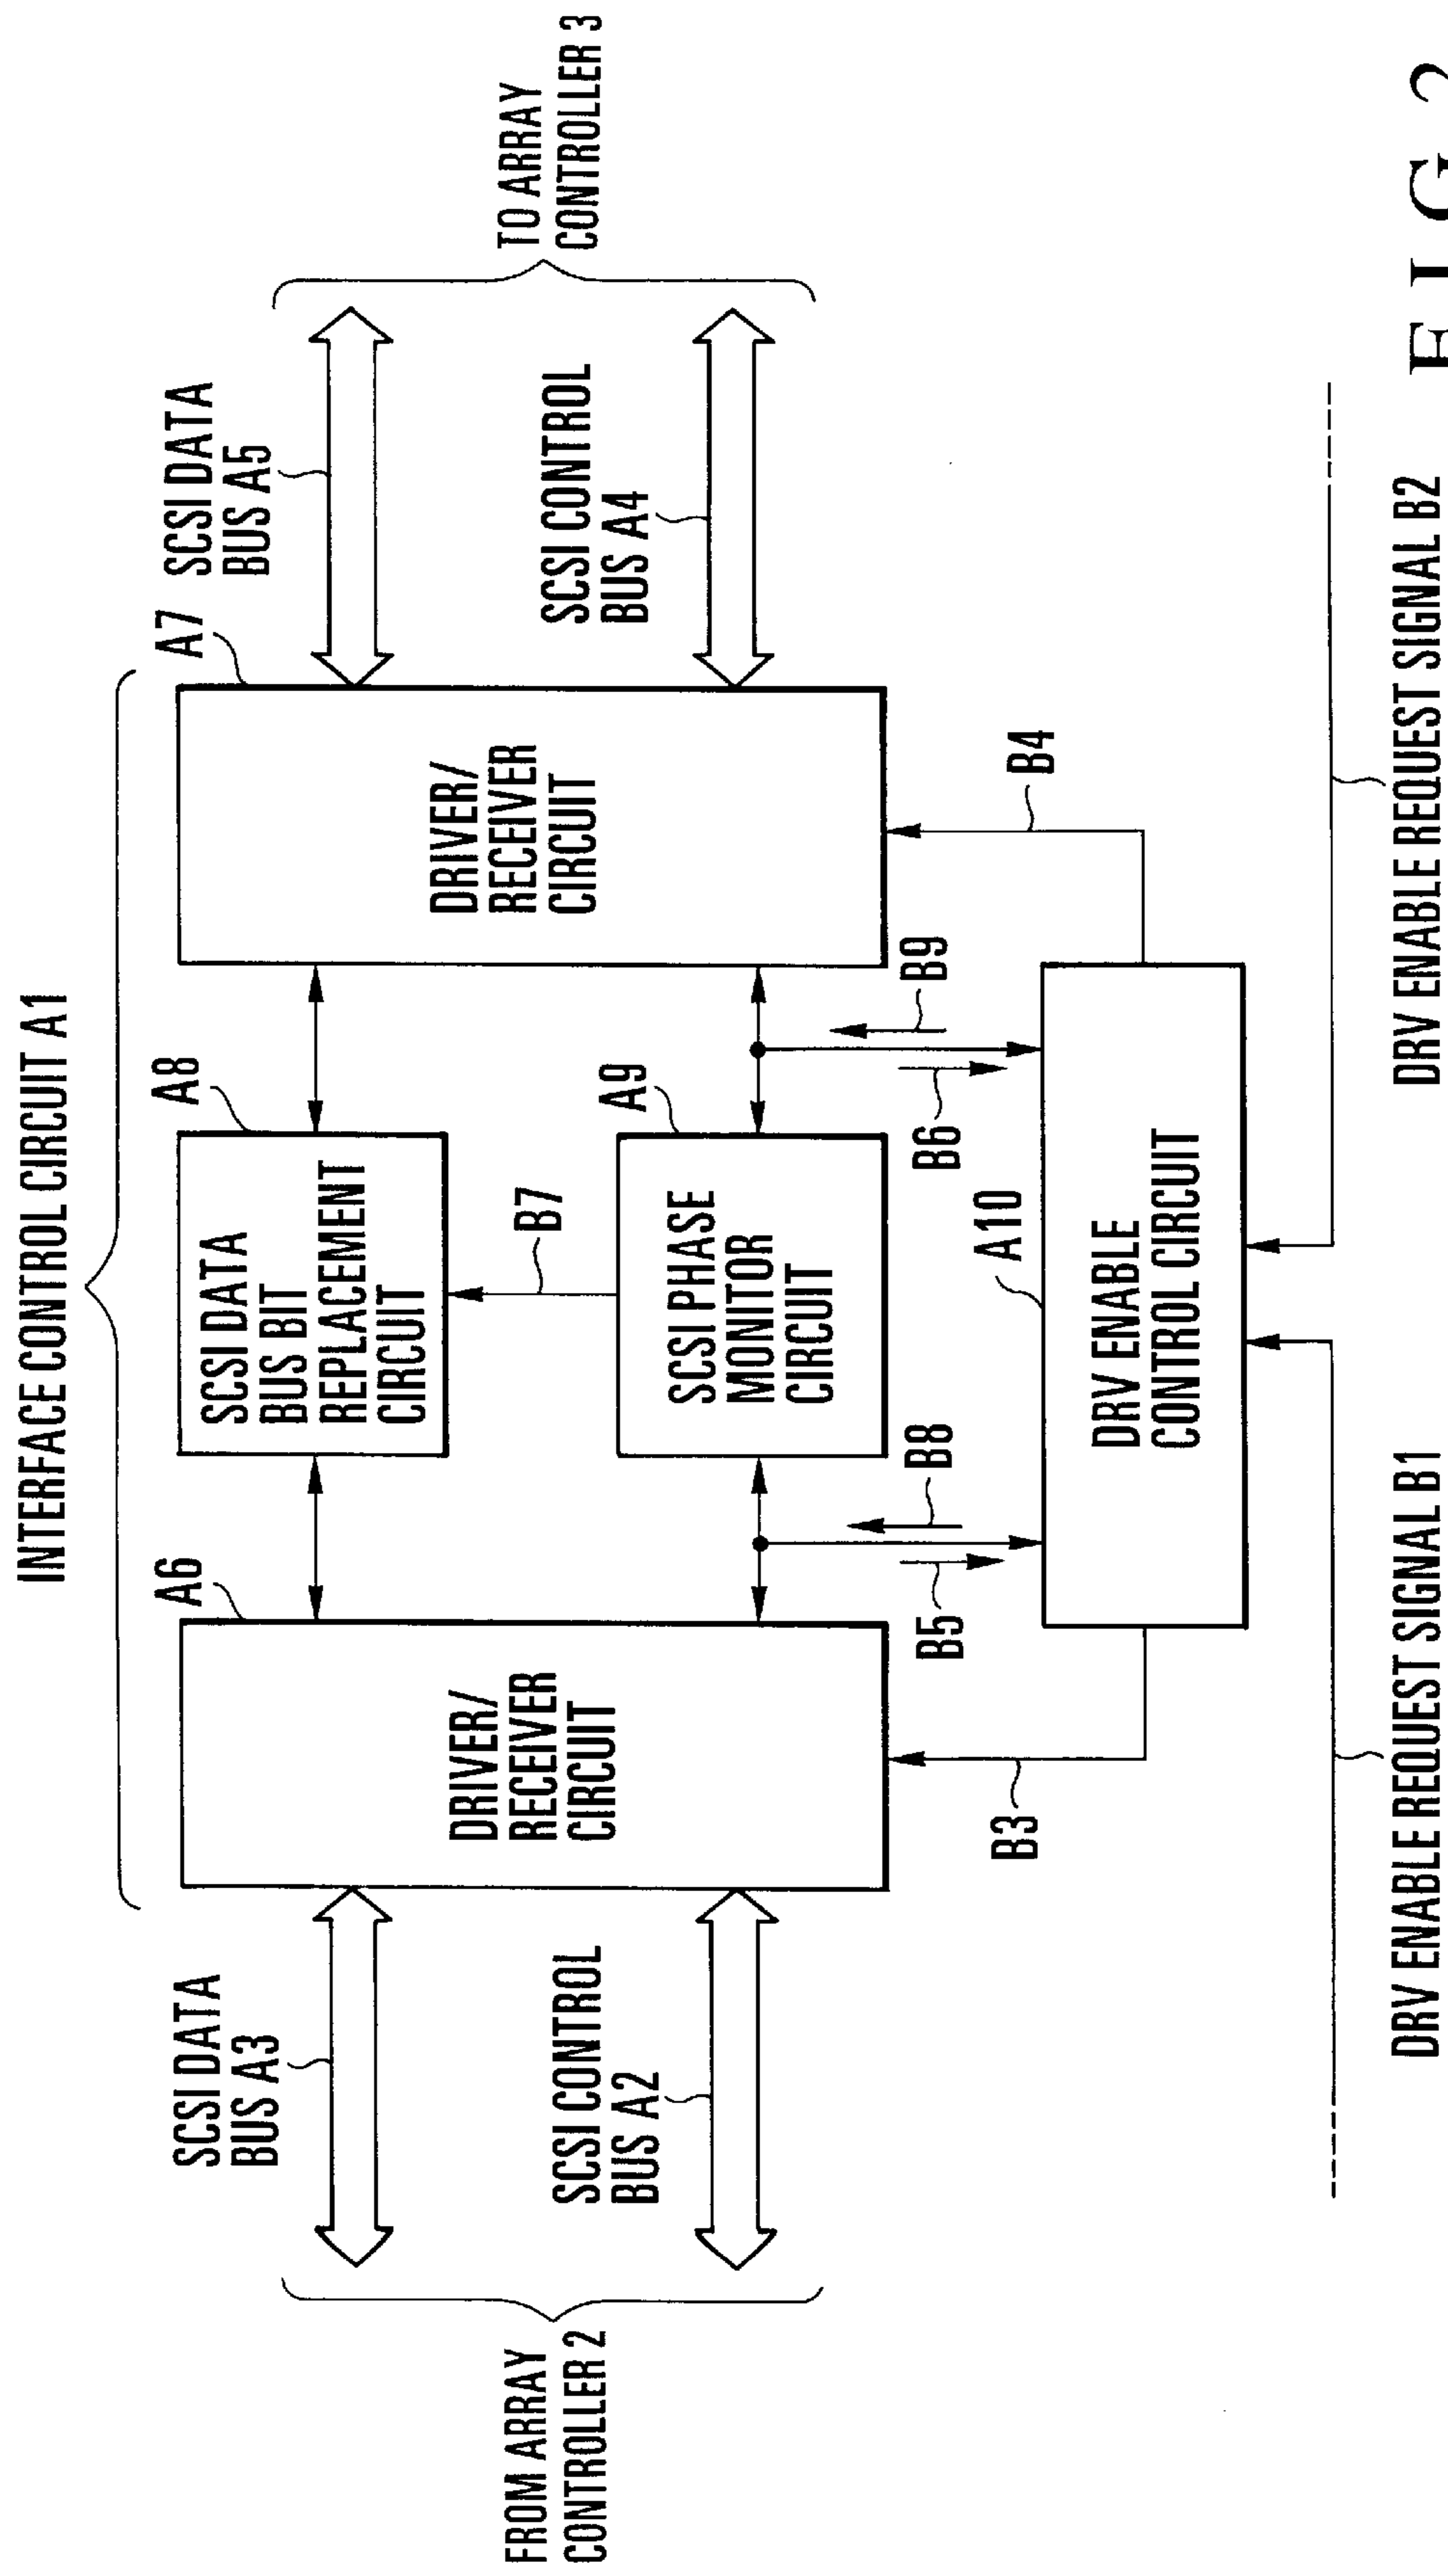 INTERFACE CONTROL CIRCUIT A1
SCSI DATA
BUS A3
A6
A8
A7
SCSI DATA
BUS A5
FROM ARRAY
CONTROLLER 2
SCSI CONTROL
BUS A2
DRIVER/
RECEIVER
CIRCUIT
SCSI DATA
BUS BIT
REPLACEMENT
CIRCUIT
B7
A9
SCSI PHASE
MONITOR
CIRCUIT
DRIVER/
RECEIVER
CIRCUIT
SCSI CONTROL
BUS A4
TO ARRAY
CONTROLLER 3
B3
B5
B8
A10
B6
B9
B4
DRV ENABLE
CONTROL CIRCUIT
DRV ENABLE REQUEST SIGNAL B1
DRV ENABLE REQUEST SIGNAL B2
FIG. 2